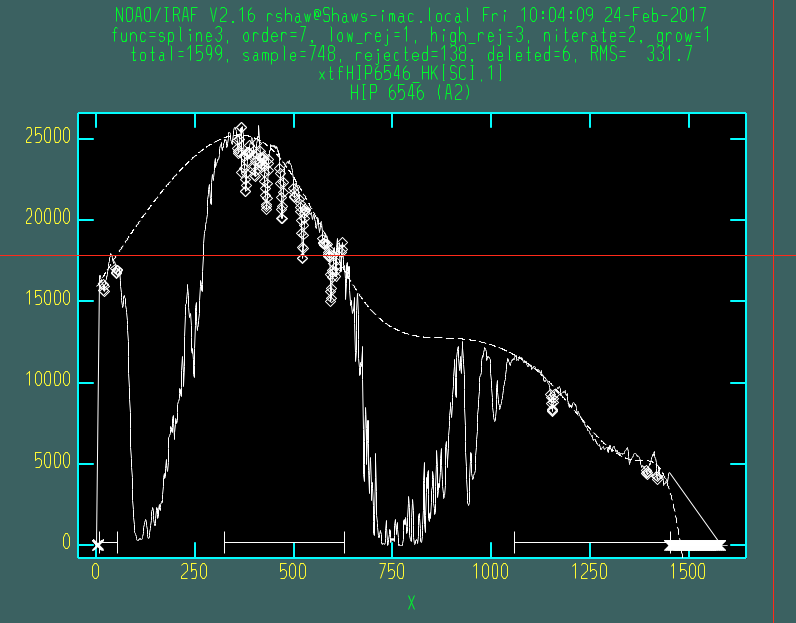 NOAO/IRAF V2.16 rshaw@Shaws-imac.local Fri 10:04:09 24-Feb-2017
func=spline3, order=7, low_rej=1, high_rej=3, niterate=2, grow=1
total=1599, sample=748, rejected=138, deleted=6, RMS= 331.7
xtfHIP6546_HK[SC].1]
HIP 6546 (A2)
25000
20000
15000
10000
5000
0
0 250 500 750 1000 1250 1500
X